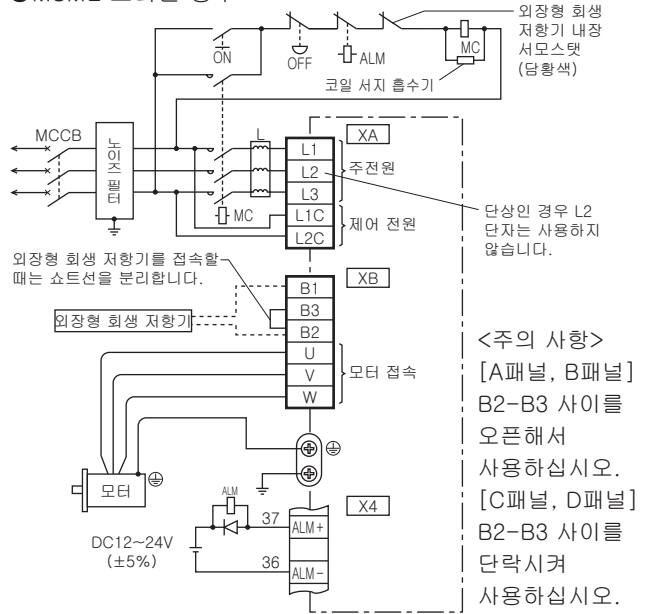 외장형 회생
저항기 내장
서모스탯
(담황색)
ON
OFF
ALM
MC
코일 서지 흡수기
MCCB
노이즈 필터
L
MC
XA
L1
L2
L3
L1C
L2C
주전원
제어 전원
단상인 경우 L2
단자는 사용하지
않습니다.
외장형 회생 저항기를 접속할
때는 쇼트선을 분리합니다.
외장형 회생 저항기
XB
B1
B3
B2
U
V
W
모터 접속
모터
<주의 사항>
[A패널, B패널]
B2-B3 사이를
오픈해서
사용하십시오.
[C패널, D패널]
B2-B3 사이를
단락시켜
사용하십시오.
ALM
DC12~24V
(±5%)
37
36
X4
ALM+
ALM-